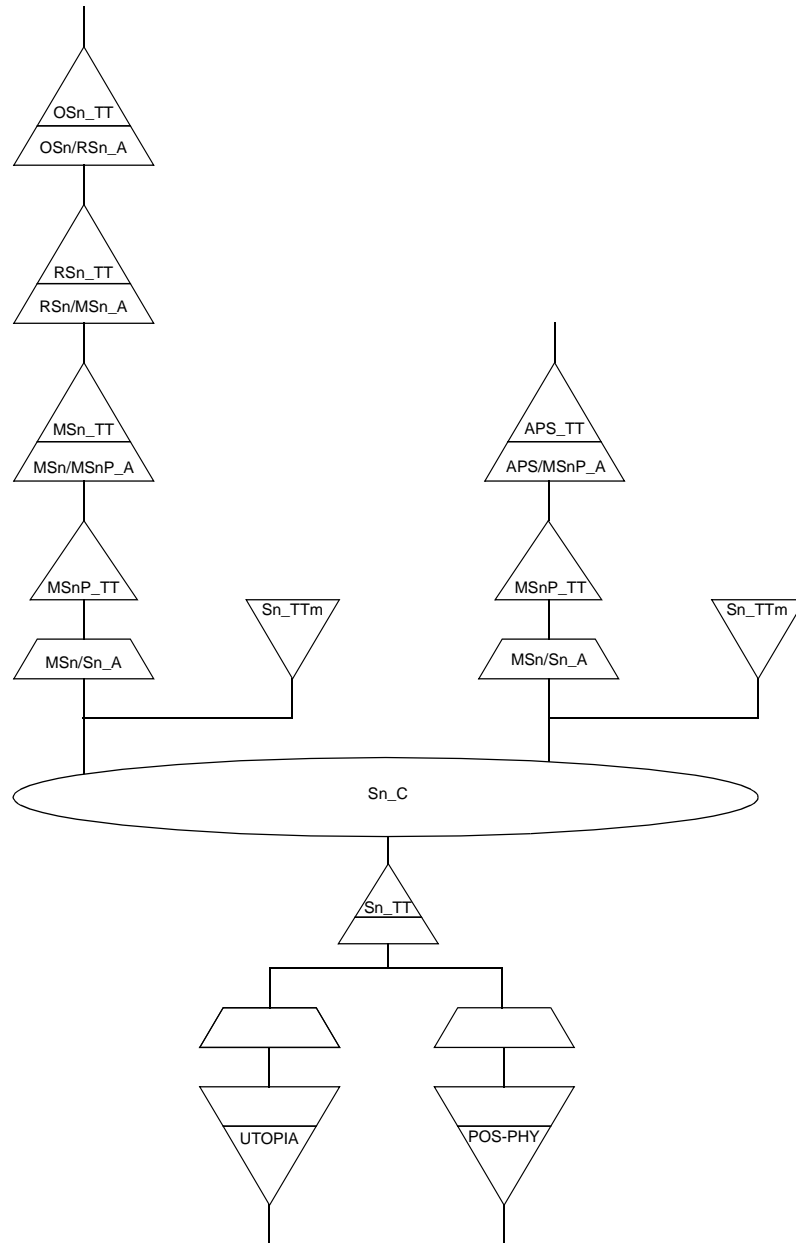 OSn_TT
OSn/RSn_A
RSn_TT
RSn/MSn_A
MSn_TT
MSn/MSnP_A
APS_TT
APS/MSnP_A
MSnP_TT
Sn_TTm
MSnP_TT
Sn_TTm
MSn/Sn_A
MSn/Sn_A
Sn_C
Sn_TT
UTOPIA
POS-PHY